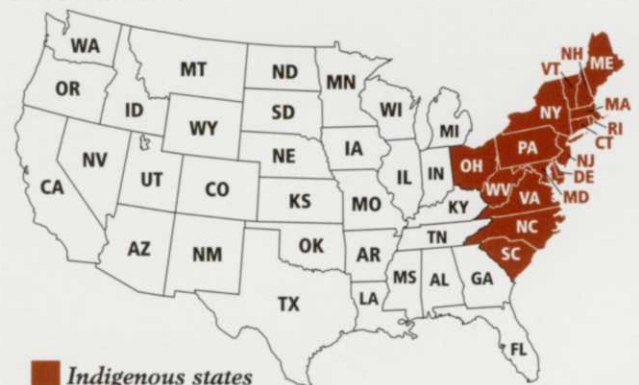 WA
MT
ND
MN
OR
ID
SD
WI
MI
WY
NV
UT
CA
CO
NE
IA
IL
IN
OH
KS
MO
KY
WV
VA
PA
NY
VT
NH
ME
MA
RI
CT
NJ
DE
MD
AZ
NM
OK
AR
TN
NC
SC
TX
LA
MS
AL
GA
FL
Indigenous states